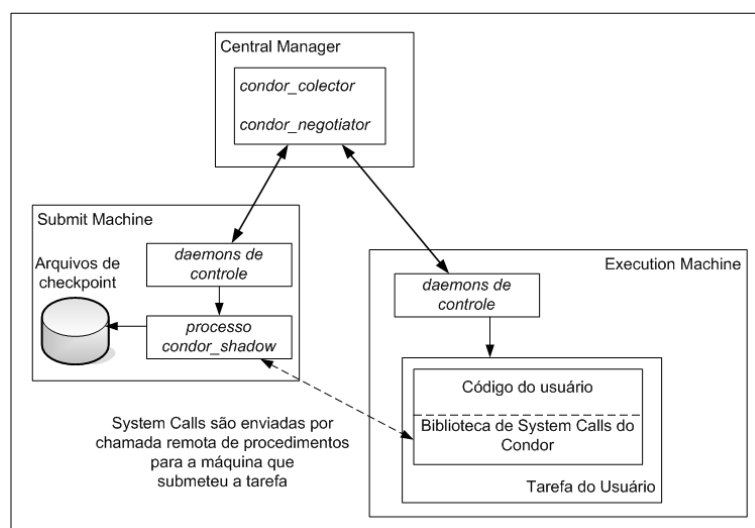 Central Manager
condor_colector
condor_negotiator
Submit Machine
Arquivos de
checkpoint
daemons de
controle
processo
condor_shadow
Execution Machine
daemons de
controle
Código do usuário
Biblioteca de System Calls do
Condor
Tarefa do Usuário
System Calls são enviadas por
chamada remota de procedimentos
para a máquina que
submeteu a tarefa